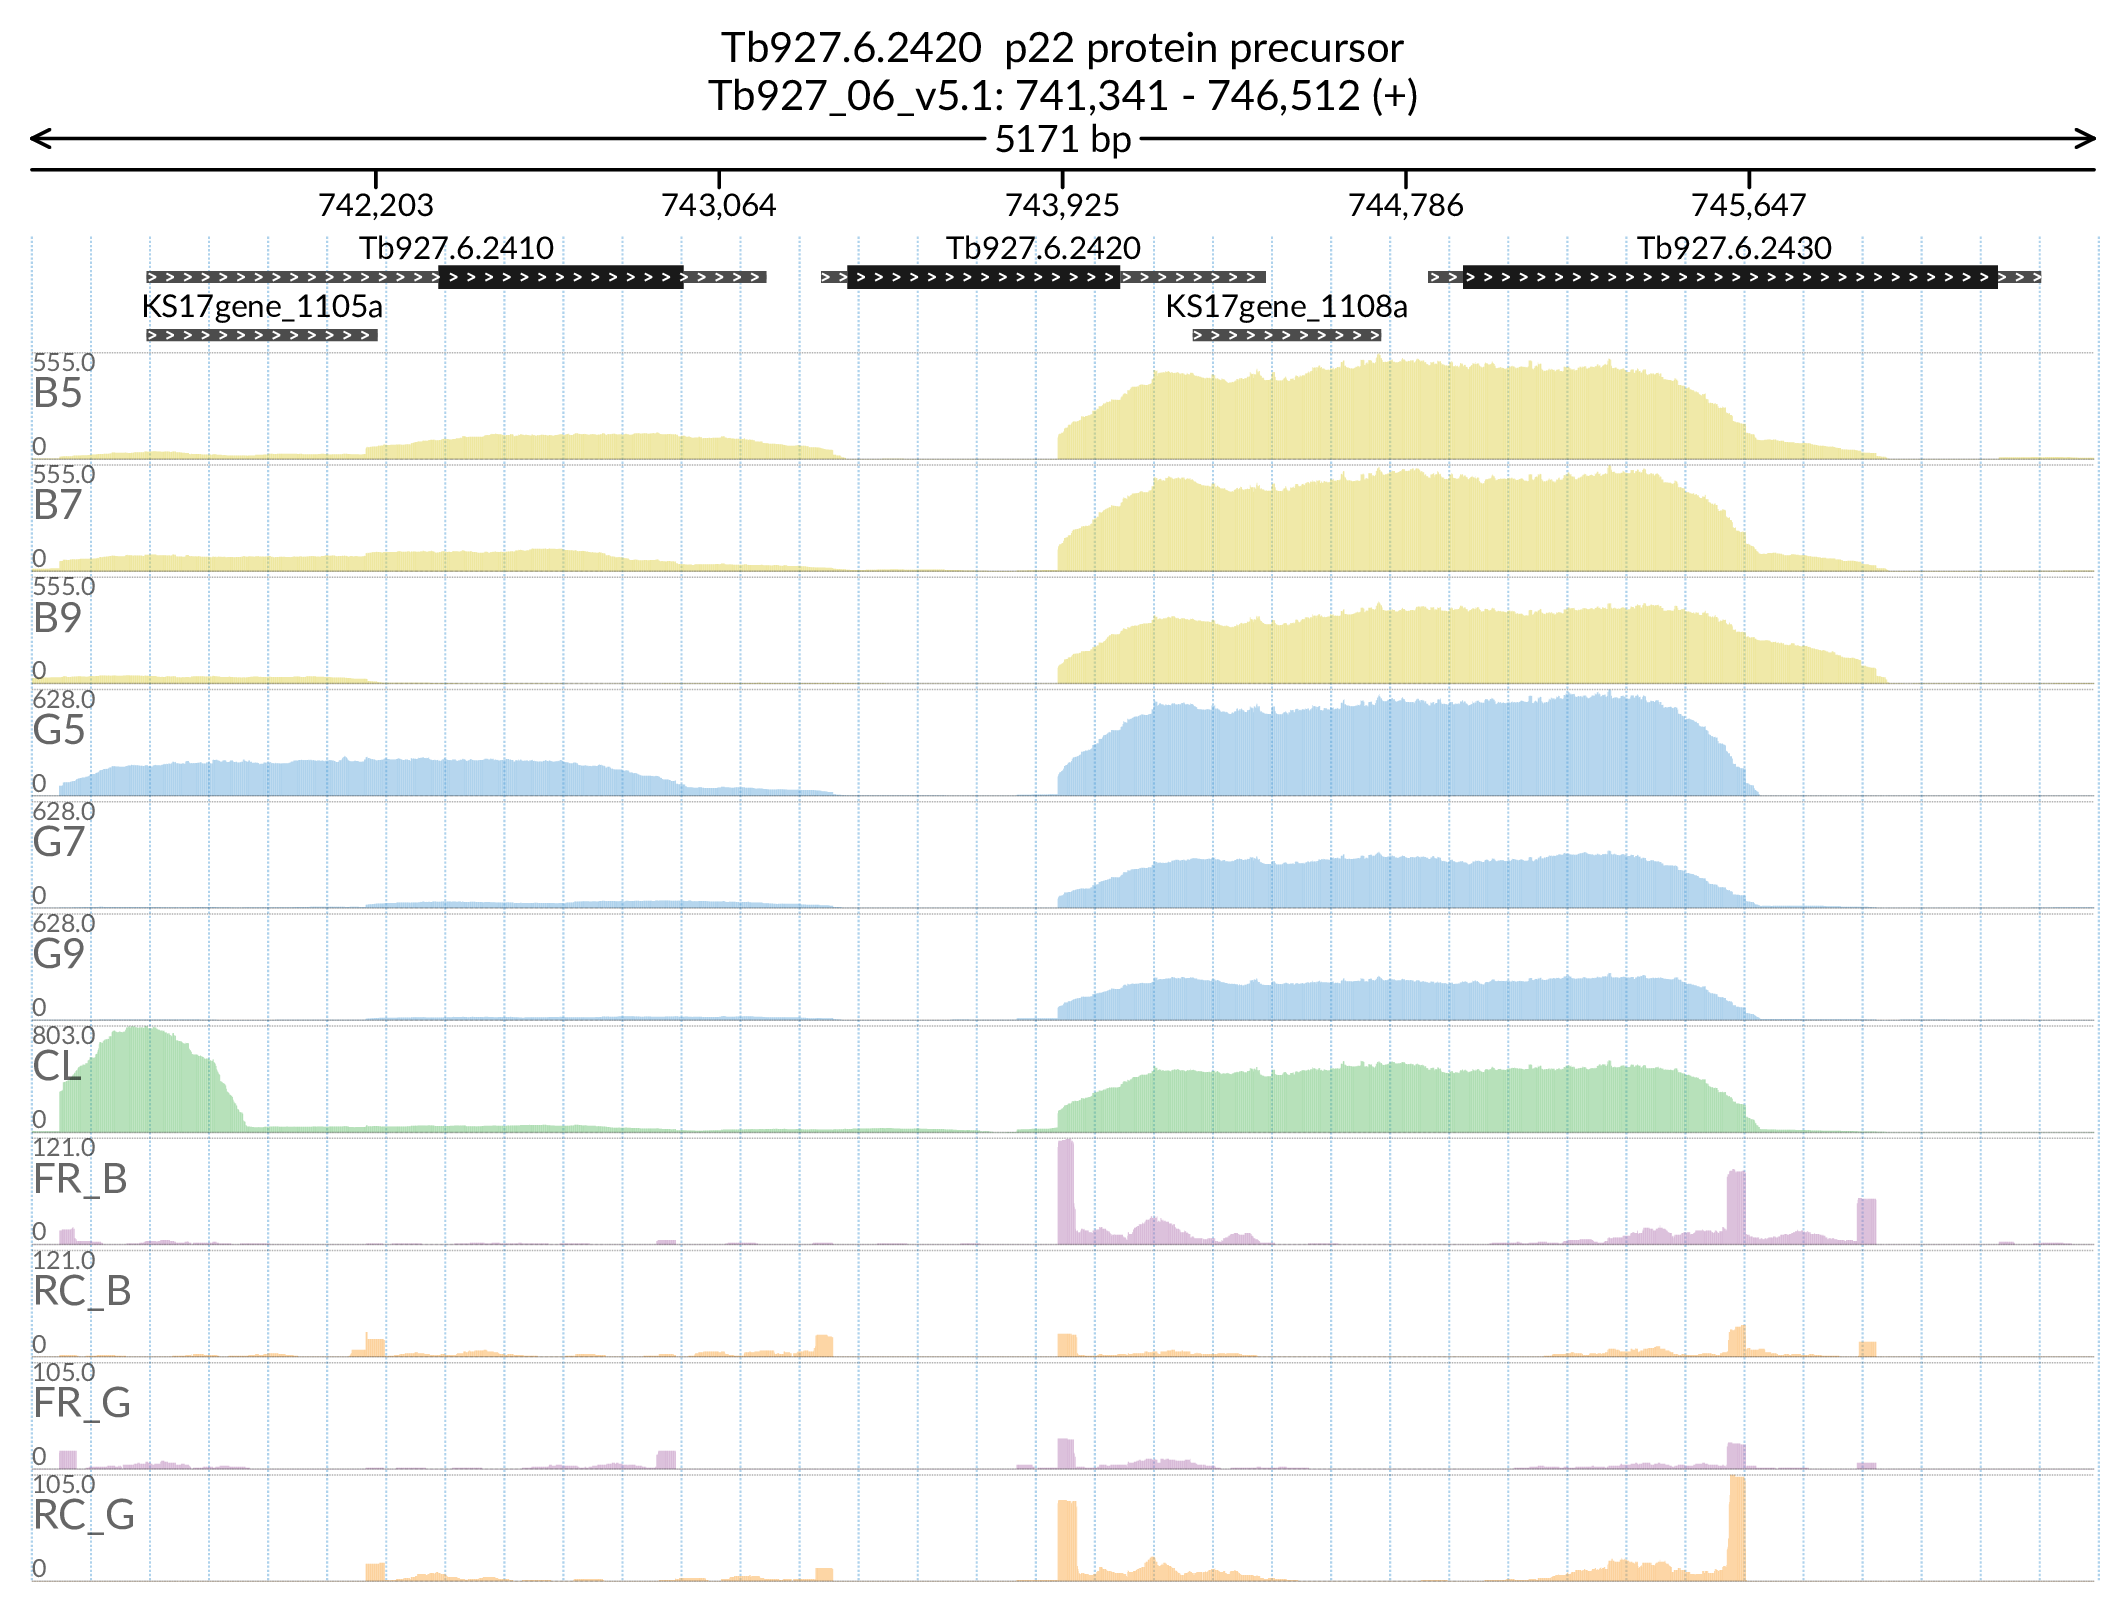 Tb927.6.2420  p22 protein precursor
Tb927_06_v5.1: 741,341 - 746,512 (+)
5171 bp
742,203 743,064 743,925 744,786 745,647
Tb927.6.2410 Tb927.6.2420 Tb927.6.2430
KS17gene_1105a KS17gene_1108a
555.0
B5
0
555.0
B7
0
555.0
B9
0
628.0
G5
0
628.0
G7
0
628.0
G9
0
803.0
CL
0
121.0
FR_B
0
121.0
RC_B
0
105.0
FR_G
0
105.0
RC_G
0